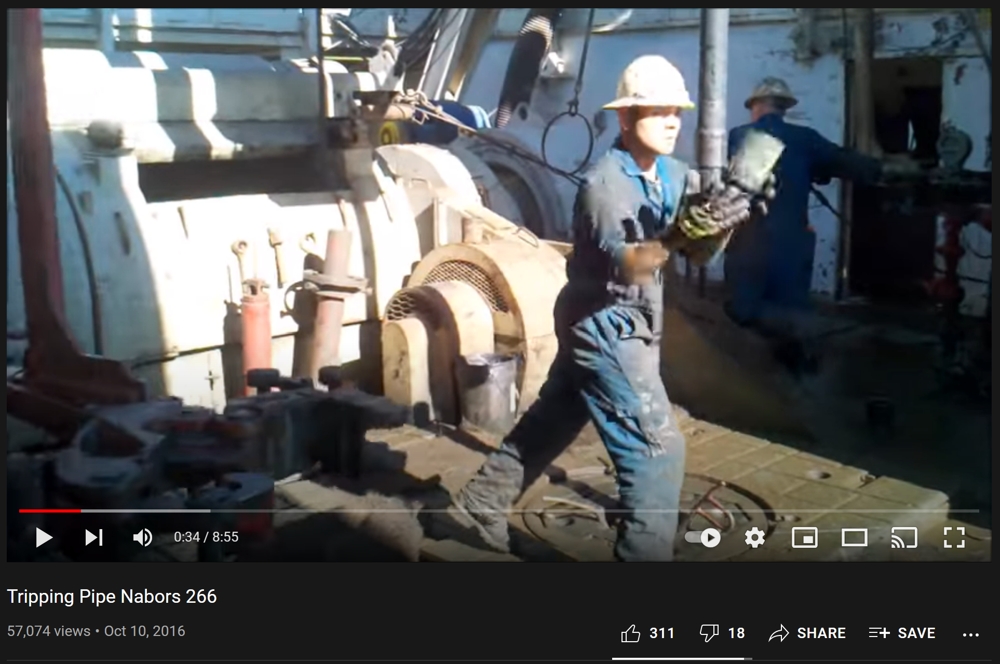 0:34 / 8:55
Tripping Pipe Nabors 266
57,074 views • Oct 10, 2016
311
18
SHARE
SAVE